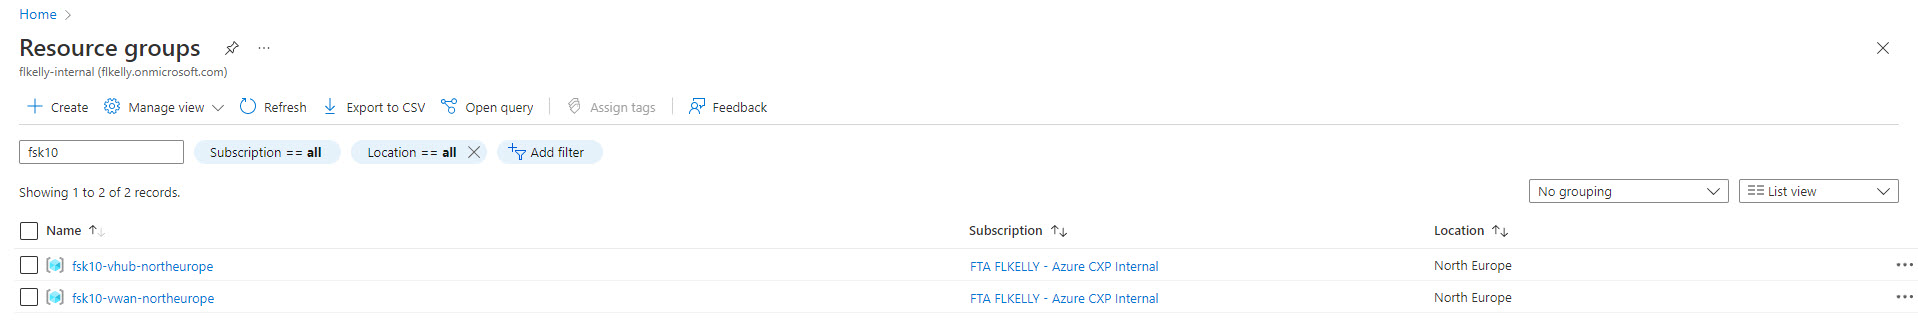 Home
Resource groups
flkelly-internal (flkelly.onmicrosoft.com)
Create Manage view Refresh Export to CSV Open query Assign tags Feedback
fsk10 Subscription == all Location == all Add filter
Showing 1 to 2 of 2 records. No grouping List view
Name Subscription Location
fsk10-vhub-northeurope FTA FLKELLY - Azure CXP Internal North Europe
fsk10-vwan-northeurope FTA FLKELLY - Azure CXP Internal North Europe